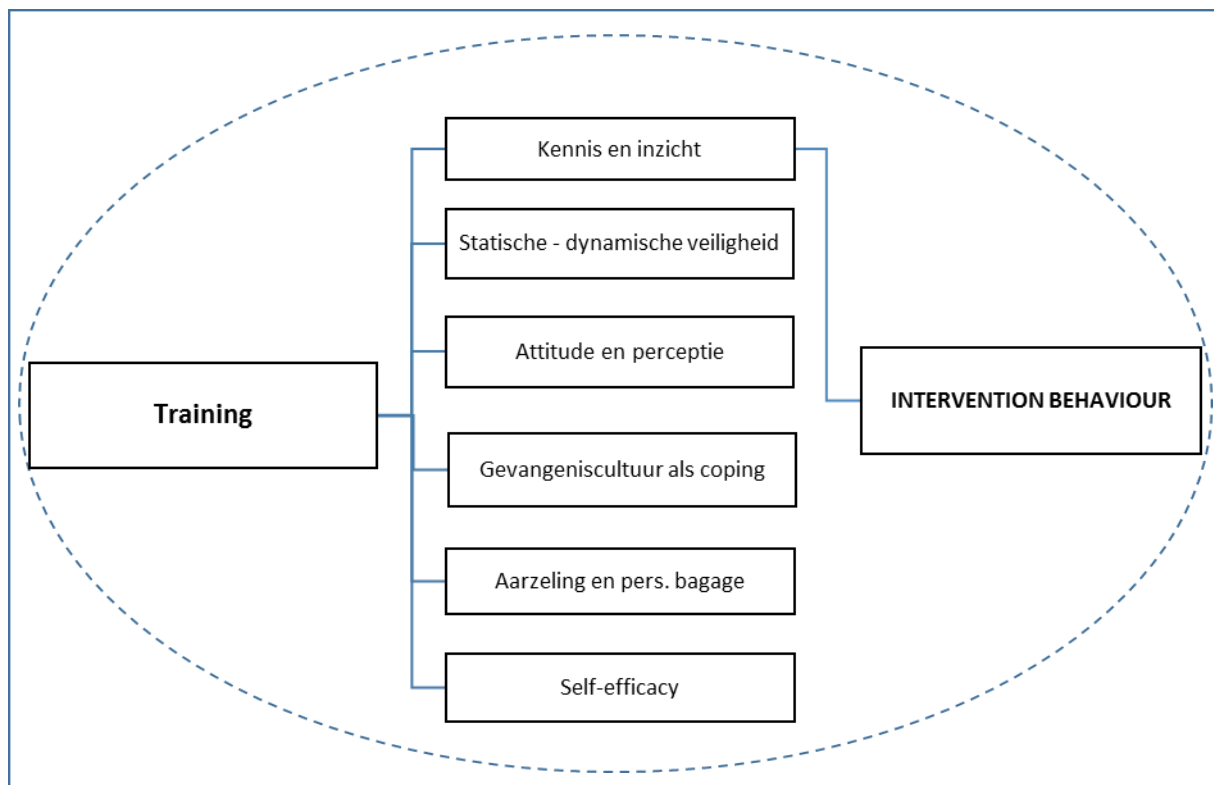 Kennis en inzicht
Statische - dynamische veiligheid
Attitude en perceptie
Training
INTERVENTION BEHAVIOUR
Gevangeniscultuur als coping
Aarzeling en pers. bagage
Self-efficacy